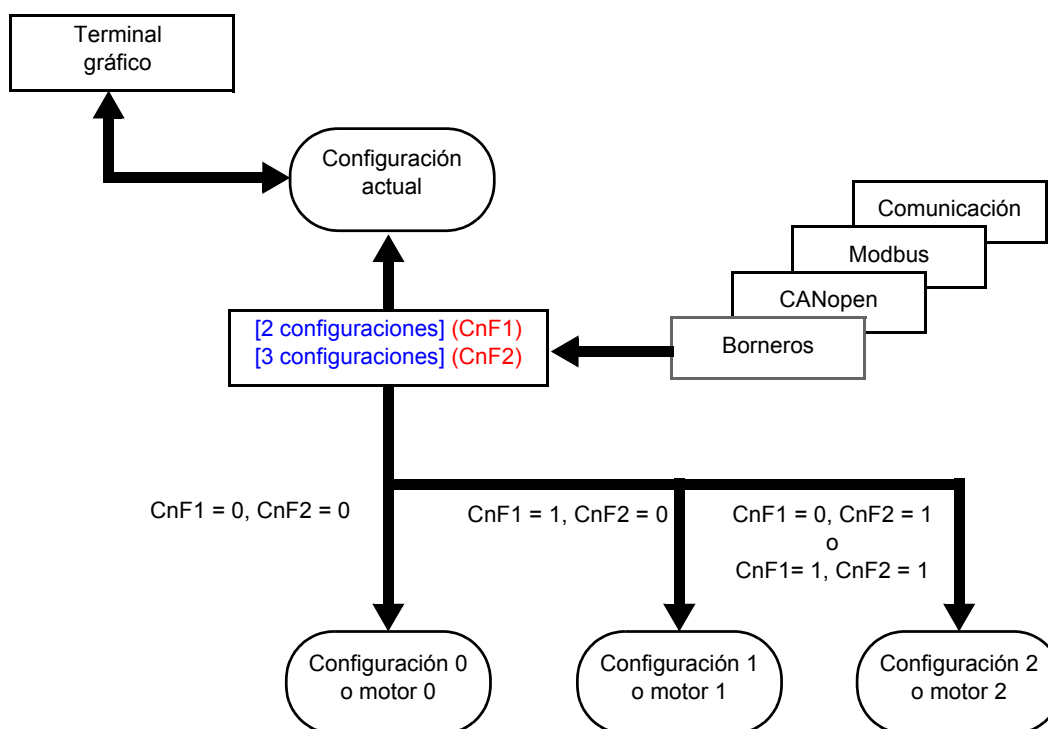 Terminal
gráfico
Configuración
actual
Comunicación
Modbus
CANopen
Borneros
[2 configuraciones] (CnF1)
[3 configuraciones] (CnF2)
CnF1 = 0, CnF2 = 0
CnF1 = 1, CnF2 = 0
CnF1 = 0, CnF2 = 1
o
CnF1= 1, CnF2 = 1
Configuración 0
o motor 0
Configuración 1
o motor 1
Configuración 2
o motor 2